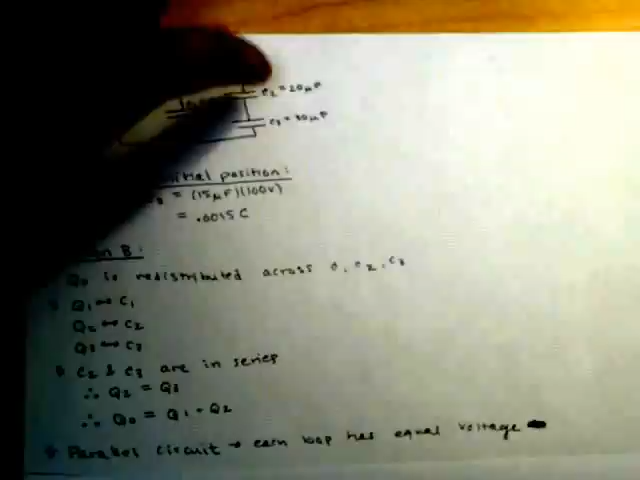 C₂ = 20μF
C₃ = 30μF
initial position:
= (15μF)(100V)
= .0015 C
n B:
Q₀ is redistributed across C₁ C₂, C₃
Q₁ C₁
Q₂ C₂
Q₃ C₃
C₂ & C₃ are in series
∴ Q₂ = Q₃
∴ Q₀ = Q₁ + Q₂
Parallel circuit → each loop has equal voltage